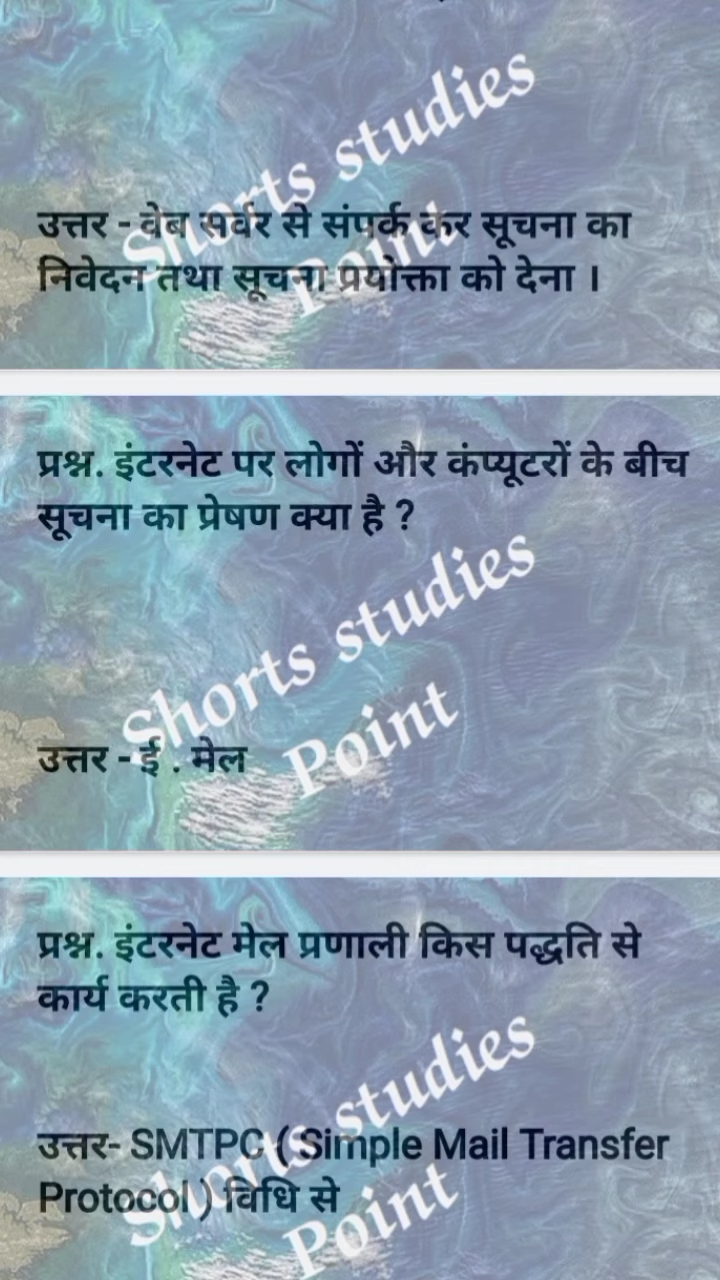 उत्तर - वेब सर्वर से संपर्क कर सूचना का
निवेदन तथा सूचना प्रयोक्ता को देना ।
Shorts studies
Point
प्रश्न. इंटरनेट पर लोगों और कंप्यूटरों के बीच
सूचना का प्रेषण क्या है ?
Shorts studies
Point
उत्तर - ई . मेल
प्रश्न. इंटरनेट मेल प्रणाली किस पद्धति से
कार्य करती है ?
Shorts studies
Point
उत्तर- SMTPC ( Simple Mail Transfer
Protocol ) विधि से